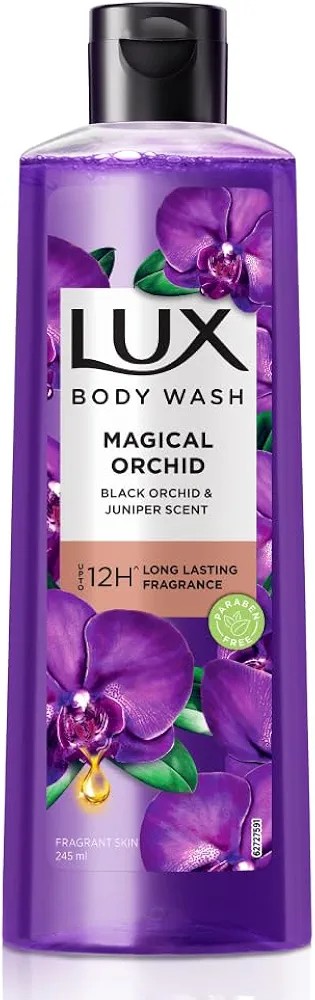 LUX
BODY WASH
MAGICAL
ORCHID
BLACK ORCHID &
JUNIPER SCENT
UPTO 12H^ LONG LASTING
FRAGRANCE
PARABEN
FREE
FRAGRANT SKIN
245 ml
62727591